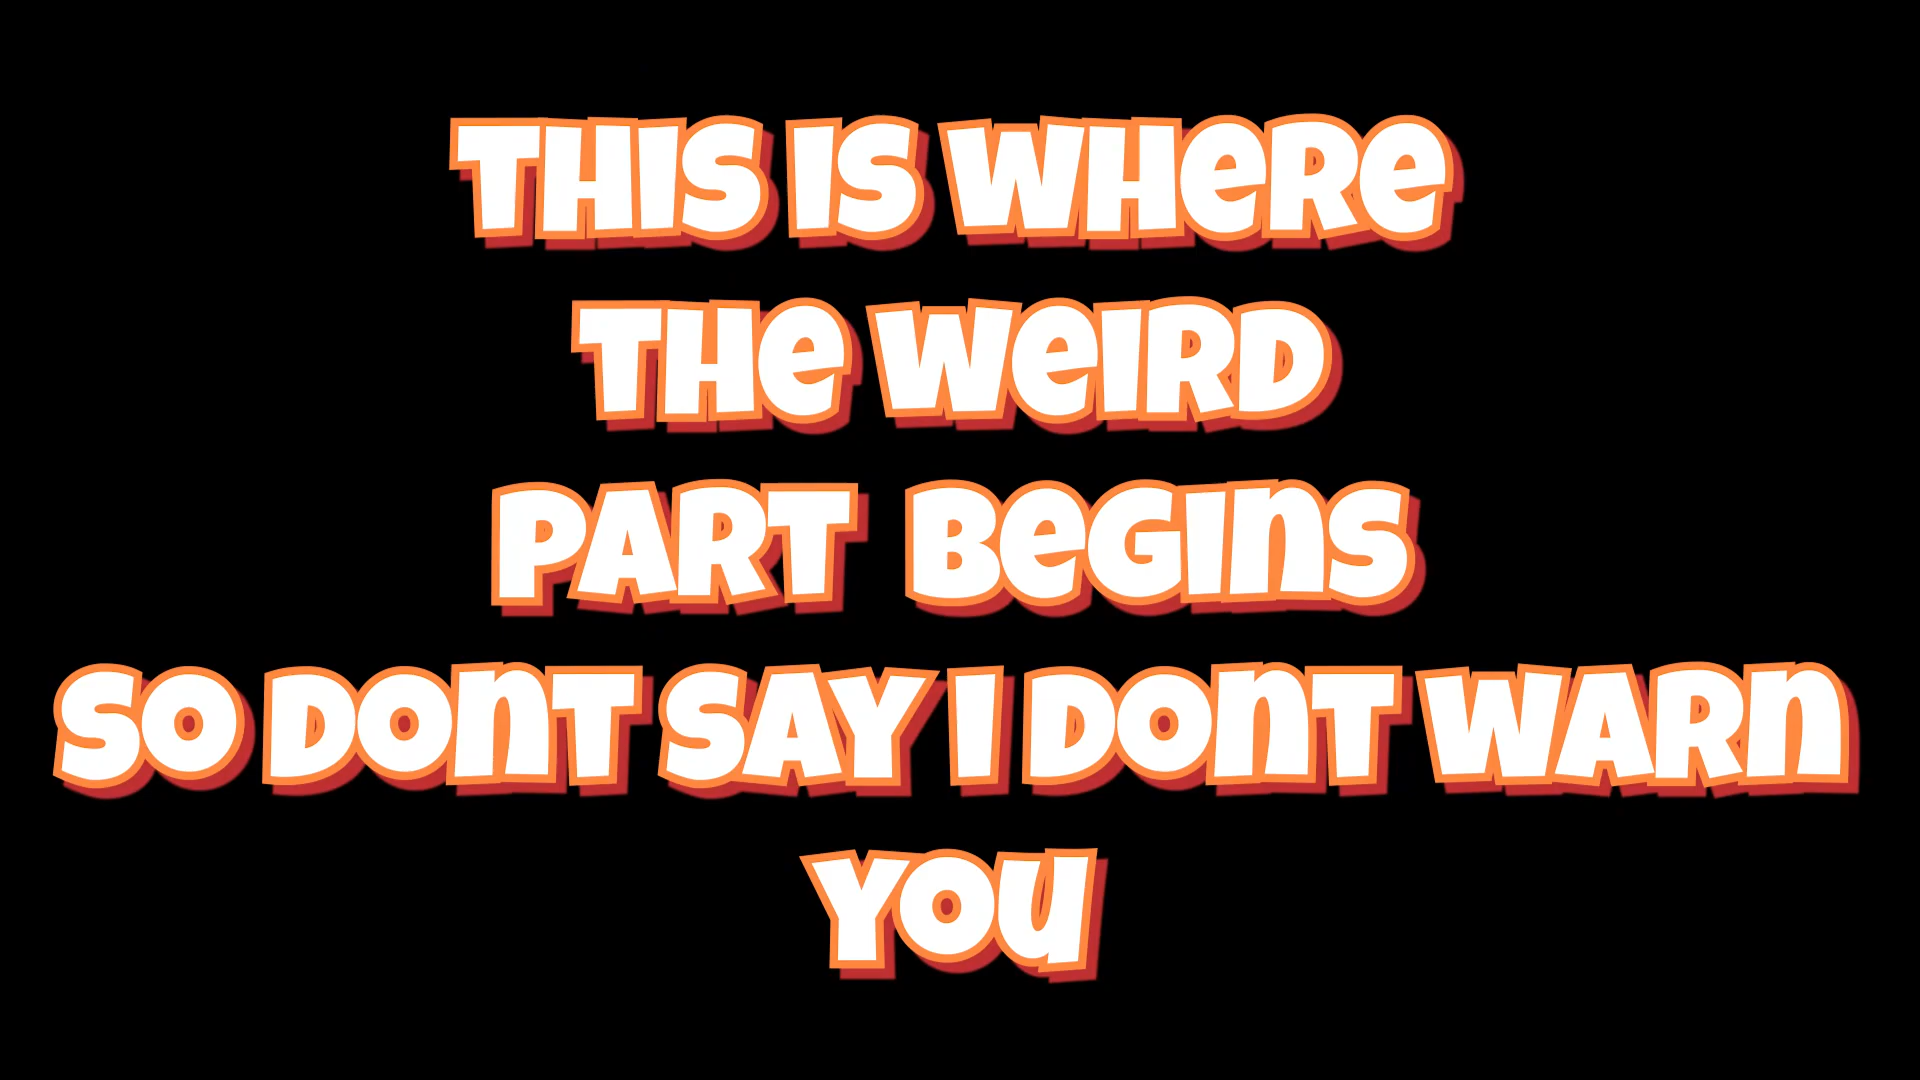 THIS IS WHERE
THE WEIRD
PART BEGINS
SO DONT SAY I DONT WARN
YOU